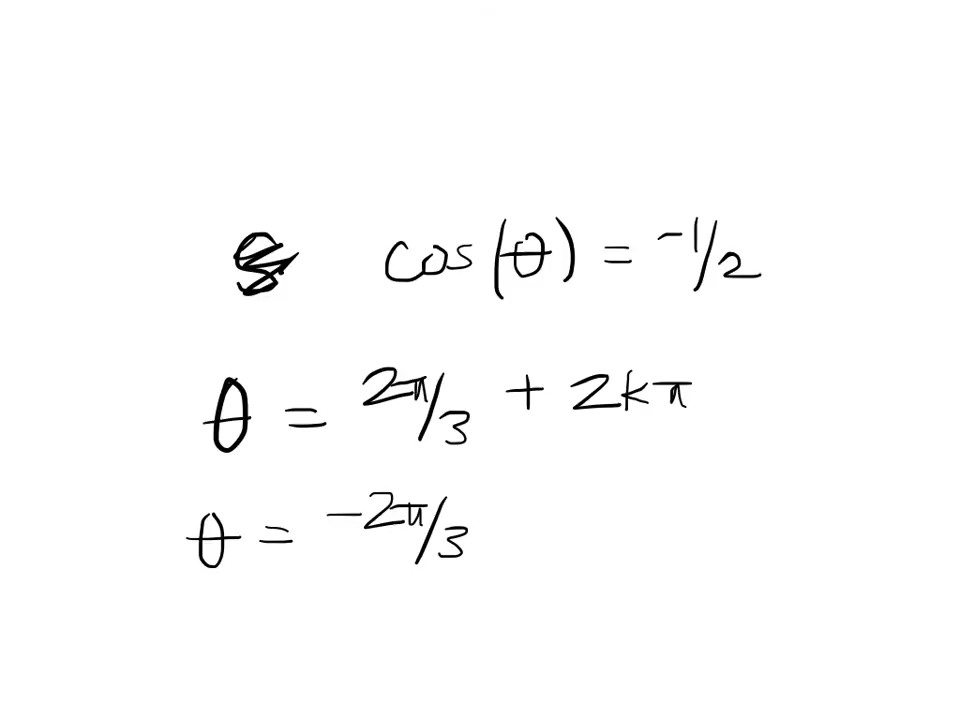 cos(θ) = -1/2
θ = 2π/3 + 2kπ
θ = -2π/3